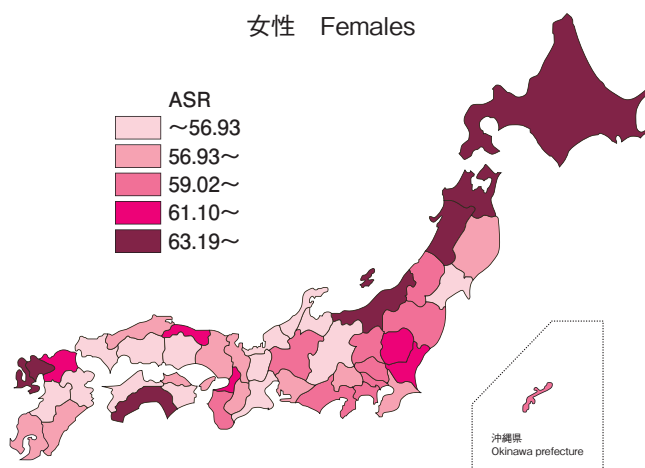 女性 Females
ASR
～56.93
56.93～
59.02～
61.10～
63.19～
沖縄県
Okinawa prefecture